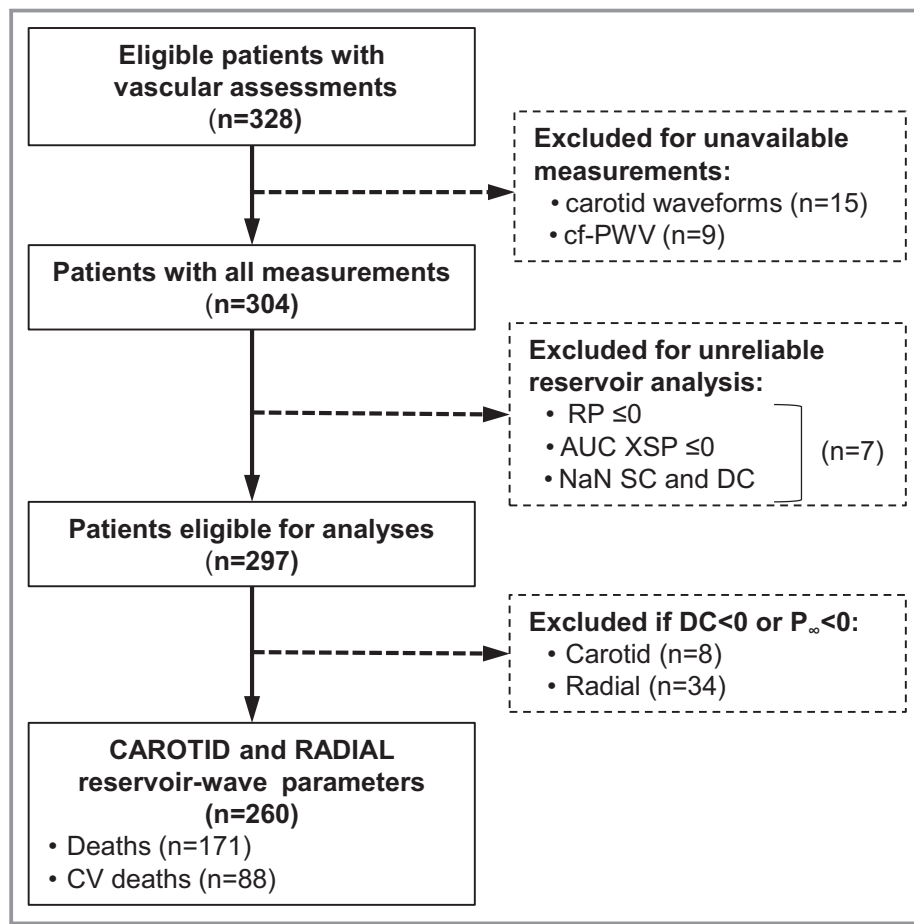 Eligible patients with
vascular assessments
(n=328)
Excluded for unavailable
measurements:
• carotid waveforms (n=15)
• cf-PWV (n=9)
Patients with all measurements
(n=304)
Excluded for unreliable
reservoir analysis:
• RP ≤0
• AUC XSP ≤0
• NaN SC and DC
(n=7)
Patients eligible for analyses
(n=297)
Excluded if DC<0 or P∞<0:
• Carotid (n=8)
• Radial (n=34)
CAROTID and RADIAL
reservoir-wave parameters
(n=260)
• Deaths (n=171)
• CV deaths (n=88)